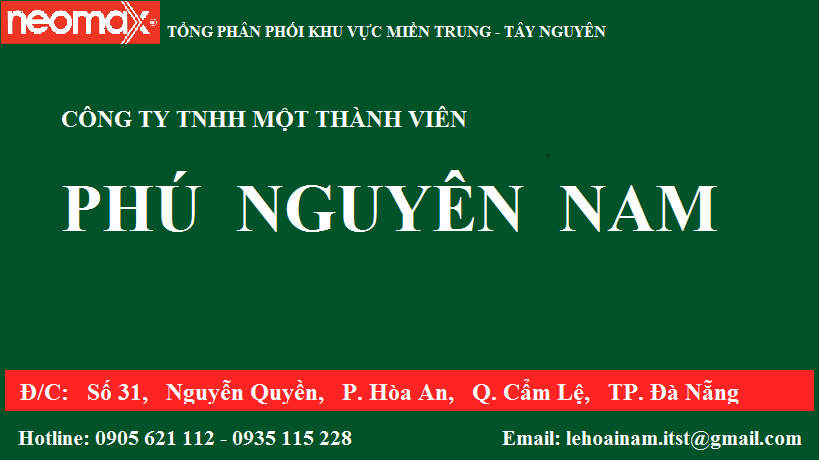 neomax® TỔNG PHÂN PHỐI KHU VỰC MIỀN TRUNG - TÂY NGUYÊN
CÔNG TY TNHH MỘT THÀNH VIÊN
PHÚ NGUYÊN NAM
Đ/C: Số 31, Nguyễn Quyền, P. Hòa An, Q. Cẩm Lệ, TP. Đà Nẵng
Hotline: 0905 621 112 - 0935 115 228 Email: lehoainam.itst@gmail.com